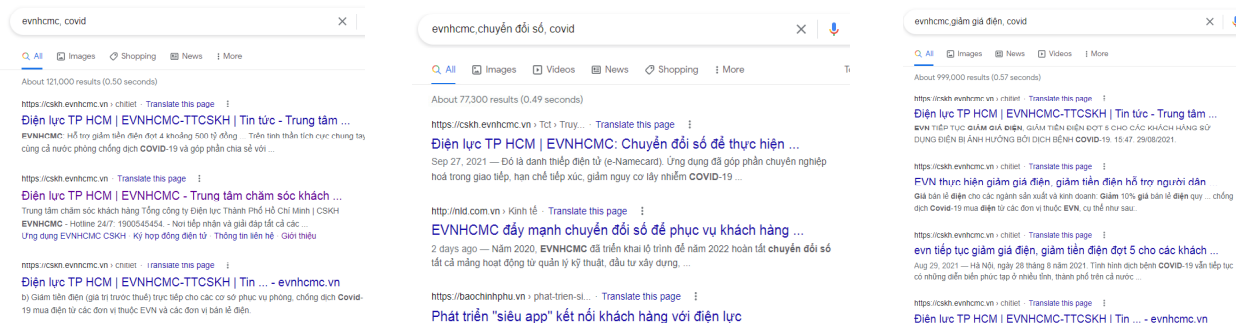 evnhcmc, covid
All Images Shopping News More
About 121,000 results (0.50 seconds)
https://cskh.evnhcmc.vn › chitiet · Translate this page
Điện lực TP HCM | EVNHCMC-TTCSKH | Tin tức - Trung tâm ...
EVNHCMC: Hỗ trợ giảm tiền điện đợt 4 khoảng 500 tỷ đồng ... Trên tinh thần tích cực chung tay
cùng cả nước phòng chống dịch COVID-19 và góp phần chia sẻ với ...
https://cskh.evnhcmc.vn · Translate this page
Điện lực TP HCM | EVNHCMC - Trung tâm chăm sóc khách ...
Trung tâm chăm sóc khách hàng Tổng công ty Điện lực Thành Phố Hồ Chí Minh | CSKH
EVNHCMC - Hotline 24/7: 1900545454. - Nơi tiếp nhận và giải đáp tất cả các ...
Ứng dụng EVNHCMC CSKH · Ký hợp đồng điện tử · Thông tin liên hệ · Giới thiệu
https://cskh.evnhcmc.vn › chitiet · Translate this page
Điện lực TP HCM | EVNHCMC-TTCSKH | Tin ... - evnhcmc.vn
b) Giảm tiền điện (giá trị trước thuế) trực tiếp cho các cơ sở phục vụ phòng, chống dịch Covid-
19 mua điện từ các đơn vị thuộc EVN và các đơn vị bán lẻ điện.
evnhcmc,chuyển đổi số, covid
All Images Videos News Shopping More
About 77,300 results (0.49 seconds)
https://cskh.evnhcmc.vn › Tct › Truy... · Translate this page
Điện lực TP HCM | EVNHCMC: Chuyển đổi số để thực hiện ...
Sep 27, 2021 — Đó là danh thiếp điện tử (e-Namecard). Ứng dụng đã góp phần chuyên nghiệp
hoá trong giao tiếp, hạn chế tiếp xúc, giảm nguy cơ lây nhiễm COVID-19 ...
http://nld.com.vn › Kinh tế · Translate this page
EVNHCMC đẩy mạnh chuyển đổi số để phục vụ khách hàng ...
2 days ago — Năm 2020, EVNHCMC đã triển khai lộ trình để năm 2022 hoàn tất chuyển đổi số
tất cả mảng hoạt động từ quản lý kỹ thuật, đầu tư xây dựng, ...
https://baochinhphu.vn › phat-trien-si... · Translate this page
Phát triển "siêu app" kết nối khách hàng với điện lực
evnhcmc,giảm giá điện, covid
All Images News Videos More
About 999,000 results (0.57 seconds)
https://cskh.evnhcmc.vn › chitiet · Translate this page
Điện lực TP HCM | EVNHCMC-TTCSKH | Tin tức - Trung tâm ...
EVN TIẾP TỤC GIẢM GIÁ ĐIỆN, GIẢM TIỀN ĐIỆN ĐỢT 5 CHO CÁC KHÁCH HÀNG SỬ
DỤNG ĐIỆN BỊ ẢNH HƯỞNG BỞI DỊCH BỆNH COVID-19. 15:47. 29/08/2021.
https://cskh.evnhcmc.vn › chitiet · Translate this page
EVN thực hiện giảm giá điện, giảm tiền điện hỗ trợ người dân
Giá bán lẻ điện cho các ngành sản xuất và kinh doanh: Giảm 10% giá bán lẻ điện quy ... chống
dịch Covid-19 mua điện từ các đơn vị thuộc EVN, cụ thể như sau:
https://cskh.evnhcmc.vn › chitiet · Translate this page
evn tiếp tục giảm giá điện, giảm tiền điện đợt 5 cho các khách ...
Aug 29, 2021 — Hà Nội, ngày 28 tháng 8 năm 2021. Tình hình dịch bệnh COVID-19 vẫn tiếp tục
có những diễn biến phức tạp ở nhiều tỉnh, thành phố trên cả nước ...
https://cskh.evnhcmc.vn › chitiet · Translate this page
Điện lực TP HCM | EVNHCMC-TTCSKH | Tin ... - evnhcmc.vn